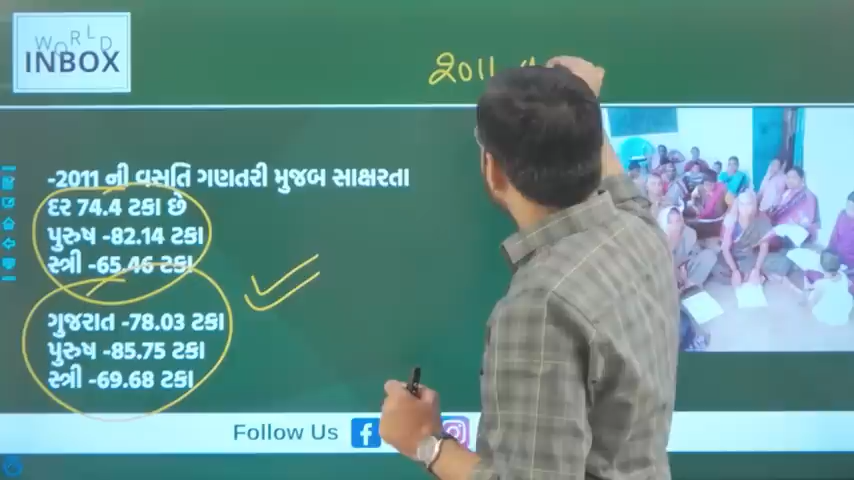 WORLD
INBOX
2011
-2011 ની વસતિ ગણતરી મુજબ સાક્ષરતા
દર 74.4 ટકા છે
પુરુષ -82.14 ટકા
સ્ત્રી -65.46 ટકા
ગુજરાત -78.03 ટકા
પુરુષ -85.75 ટકા
સ્ત્રી -69.68 ટકા
Follow Us